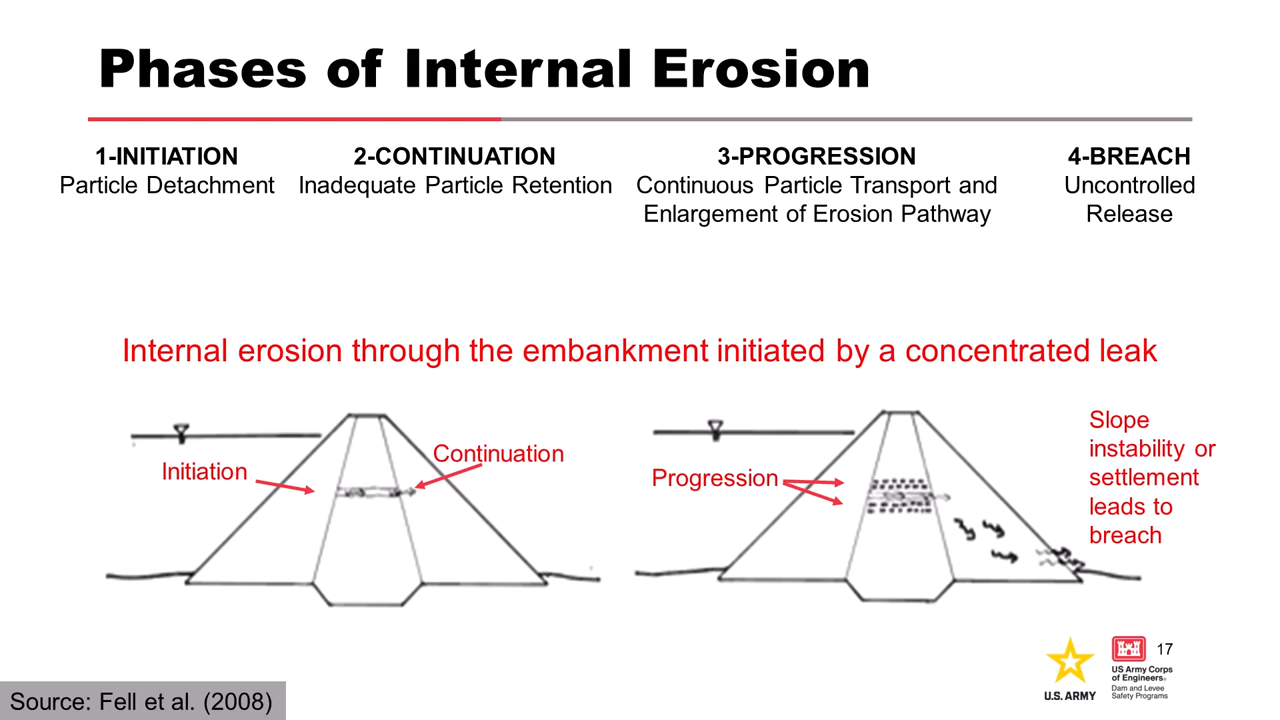 Phases of Internal Erosion
1-INITIATION
Particle Detachment
2-CONTINUATION
Inadequate Particle Retention
3-PROGRESSION
Continuous Particle Transport and
Enlargement of Erosion Pathway
4-BREACH
Uncontrolled
Release
Internal erosion through the embankment initiated by a concentrated leak
Initiation
Continuation
Progression
Slope
instability or
settlement
leads to
breach
U.S. ARMY
US Army Corps
of Engineers®
Dam and Levee
Safety Programs
17
Source: Fell et al. (2008)